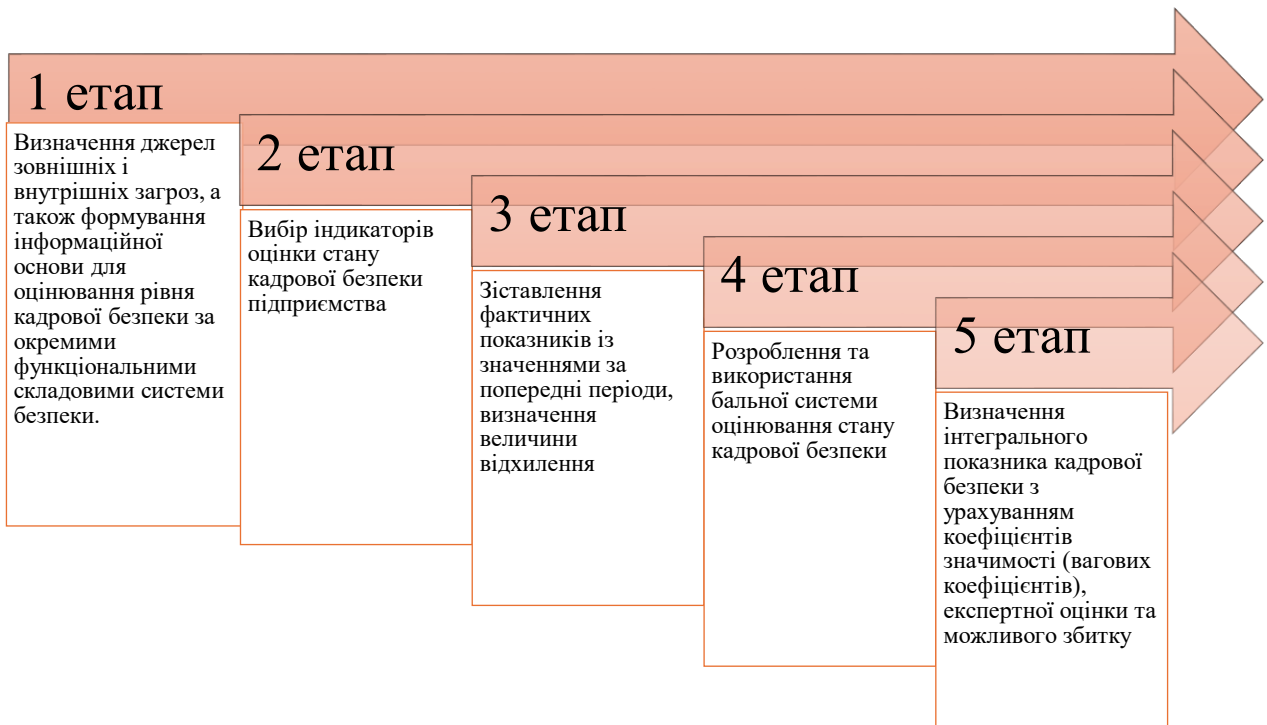 1 етап
Визначення джерел
зовнішніх і
внутрішніх загроз, а
також формування
інформаційної
основи для
оцінювання рівня
кадрової безпеки за
окремими
функціональними
складовими системи
безпеки.
2 етап
Вибір індикаторів
оцінки стану
кадрової безпеки
підприємства
3 етап
Зіставлення
фактичних
показників із
значеннями за
попередні періоди,
визначення
величини
відхилення
4 етап
Розроблення та
використання
бальної системи
оцінювання стану
кадрової безпеки
5 етап
Визначення
інтегрального
показника кадрової
безпеки з
урахуванням
коефіцієнтів
значимості (вагових
коефіцієнтів),
експертної оцінки та
можливого збитку